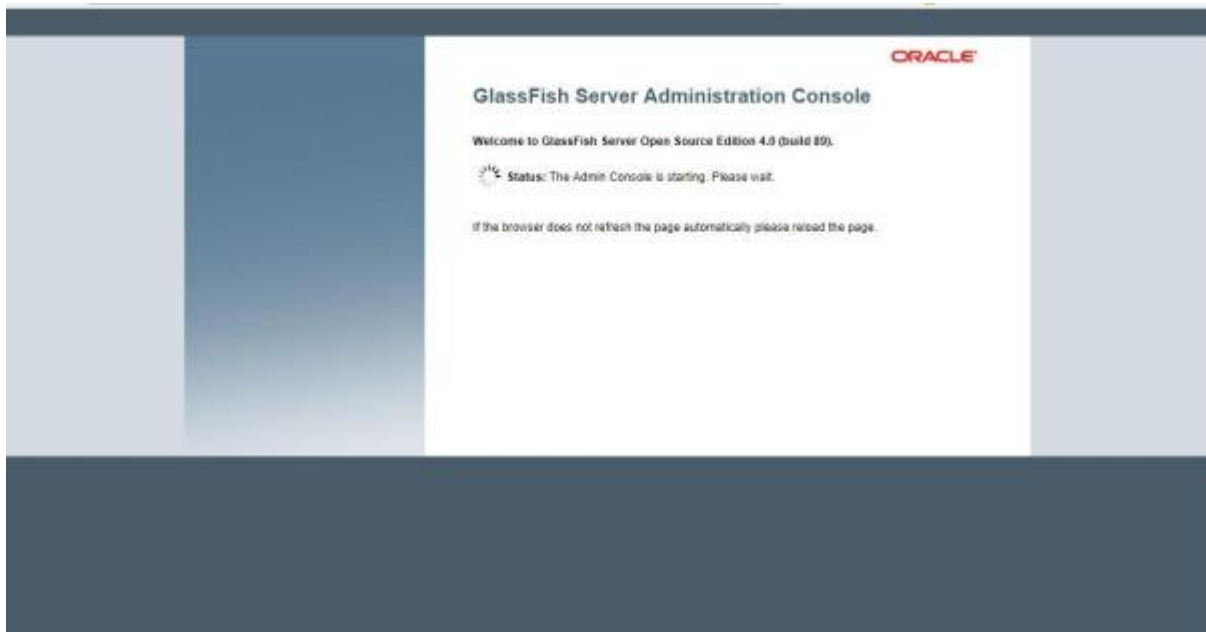 ORACLE
GlassFish Server Administration Console
Welcome to GlassFish Server Open Source Edition 4.0 (build 89).
Status: The Admin Console is starting. Please wait.
If the browser does not refresh the page automatically please reload the page.